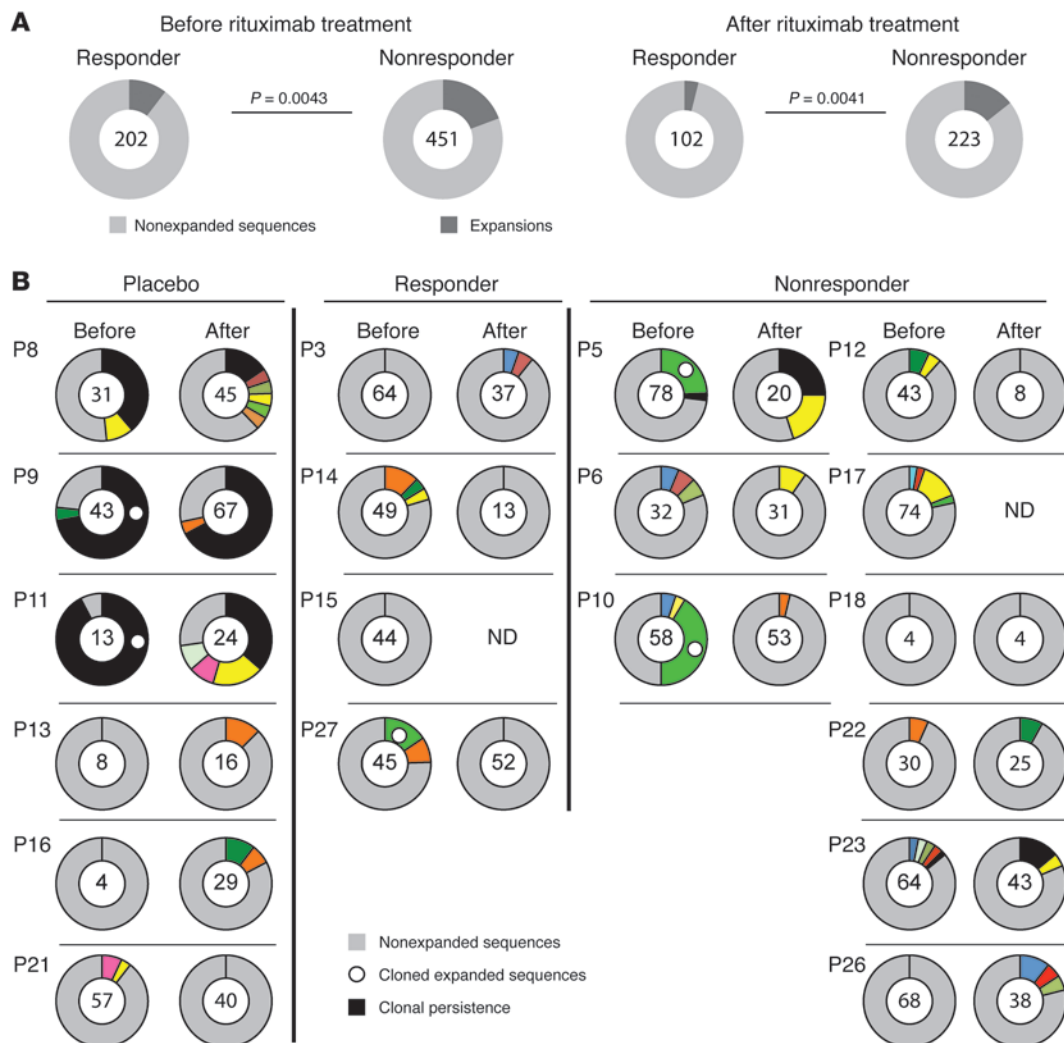 A
Before rituximab treatment
After rituximab treatment
Responder
Nonresponder
Responder
Nonresponder
P = 0.0043
P = 0.0041
202
451
102
223
Nonexpanded sequences
Expansions
B
Placebo
Responder
Nonresponder
Before
After
Before
After
Before
After
Before
After
P8
31
45
P3
64
37
P5
78
20
P12
43
8
P9
43
67
P14
49
13
P6
32
31
P17
74
ND
P11
13
24
P15
44
ND
P10
58
53
P18
4
4
P13
8
16
P27
45
52
P22
30
25
P16
4
29
P23
64
43
P21
57
40
P26
68
38
Nonexpanded sequences
Cloned expanded sequences
Clonal persistence